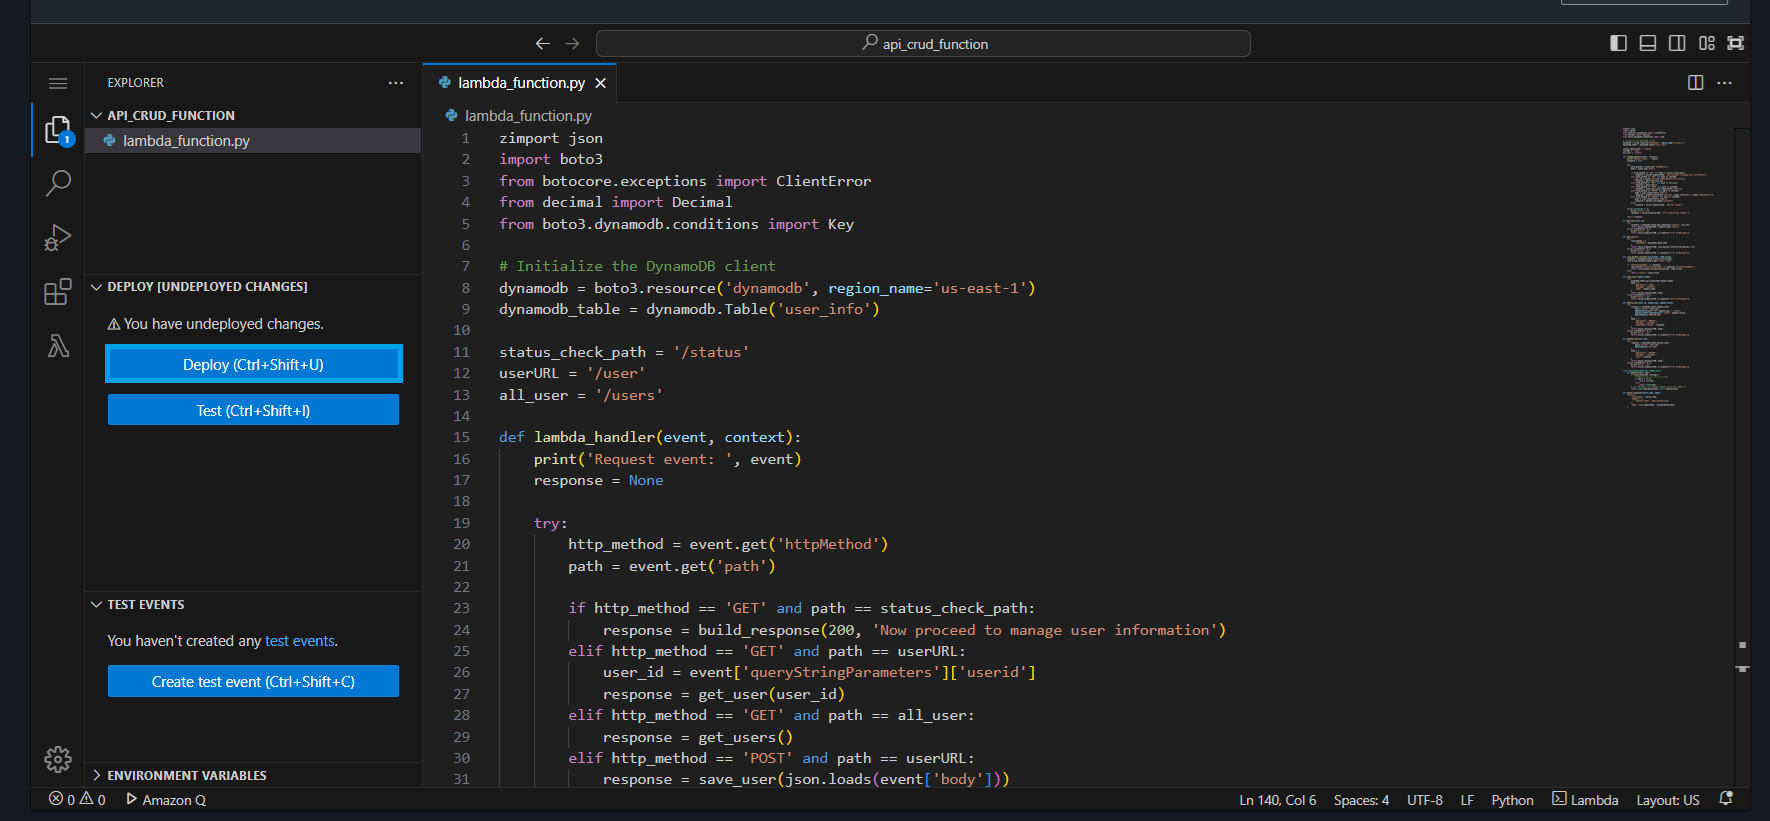 api_crud_function
EXPLORER
API_CRUD_FUNCTION
1
lambda_function.py
DEPLOY [UNDEPLOYED CHANGES]
You have undeployed changes.
Deploy (Ctrl+Shift+U)
Test (Ctrl+Shift+I)
TEST EVENTS
You haven't created any test events.
Create test event (Ctrl+Shift+C)
ENVIRONMENT VARIABLES
lambda_function.py
lambda_function.py
1 zimport json
2 import boto3
3 from botocore.exceptions import ClientError
4 from decimal import Decimal
5 from boto3.dynamodb.conditions import Key
6
7 # Initialize the DynamoDB client
8 dynamodb = boto3.resource('dynamodb', region_name='us-east-1')
9 dynamodb_table = dynamodb.Table('user_info')
10
11 status_check_path = '/status'
12 userURL = '/user'
13 all_user = '/users'
14
15 def lambda_handler(event, context):
16     print('Request event: ', event)
17     response = None
18
19     try:
20         http_method = event.get('httpMethod')
21         path = event.get('path')
22
23         if http_method == 'GET' and path == status_check_path:
24             response = build_response(200, 'Now proceed to manage user information')
25         elif http_method == 'GET' and path == userURL:
26             user_id = event['queryStringParameters']['userid']
27             response = get_user(user_id)
28         elif http_method == 'GET' and path == all_user:
29             response = get_users()
30         elif http_method == 'POST' and path == userURL:
31             response = save_user(json.loads(event['body']))
0 0 Amazon Q
Ln 140, Col 6 Spaces: 4 UTF-8 LF Python Lambda Layout: US